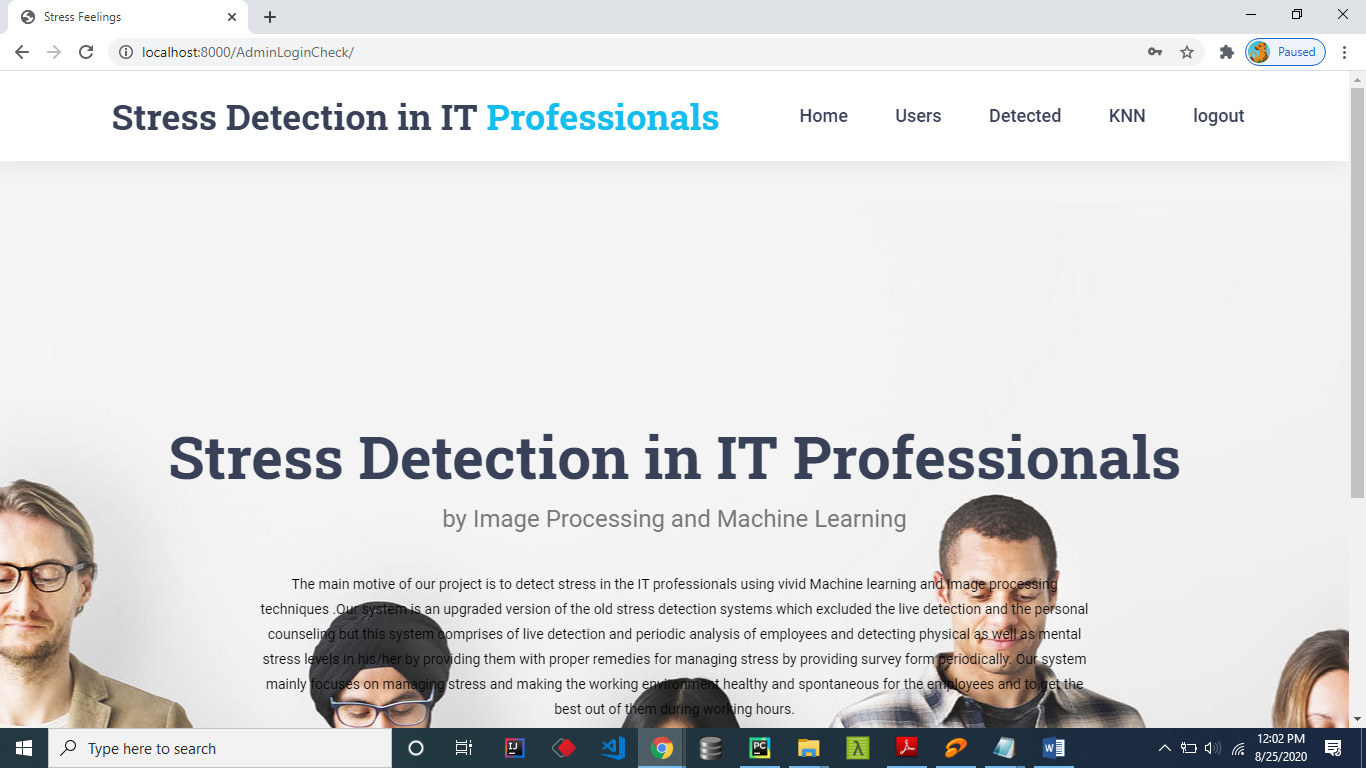 Stress Feelings
localhost:8000/AdminLoginCheck/
Paused
Stress Detection in IT Professionals
Home Users Detected KNN logout
Stress Detection in IT Professionals
by Image Processing and Machine Learning
The main motive of our project is to detect stress in the IT professionals using vivid Machine learning and Image processing
techniques .Our system is an upgraded version of the old stress detection systems which excluded the live detection and the personal
counseling but this system comprises of live detection and periodic analysis of employees and detecting physical as well as mental
stress levels in his/her by providing them with proper remedies for managing stress by providing survey form periodically. Our system
mainly focuses on managing stress and making the working environment healthy and spontaneous for the employees and to get the
best out of them during working hours.
Type here to search
IJ
PC
λ
W
12:02 PM
8/25/2020